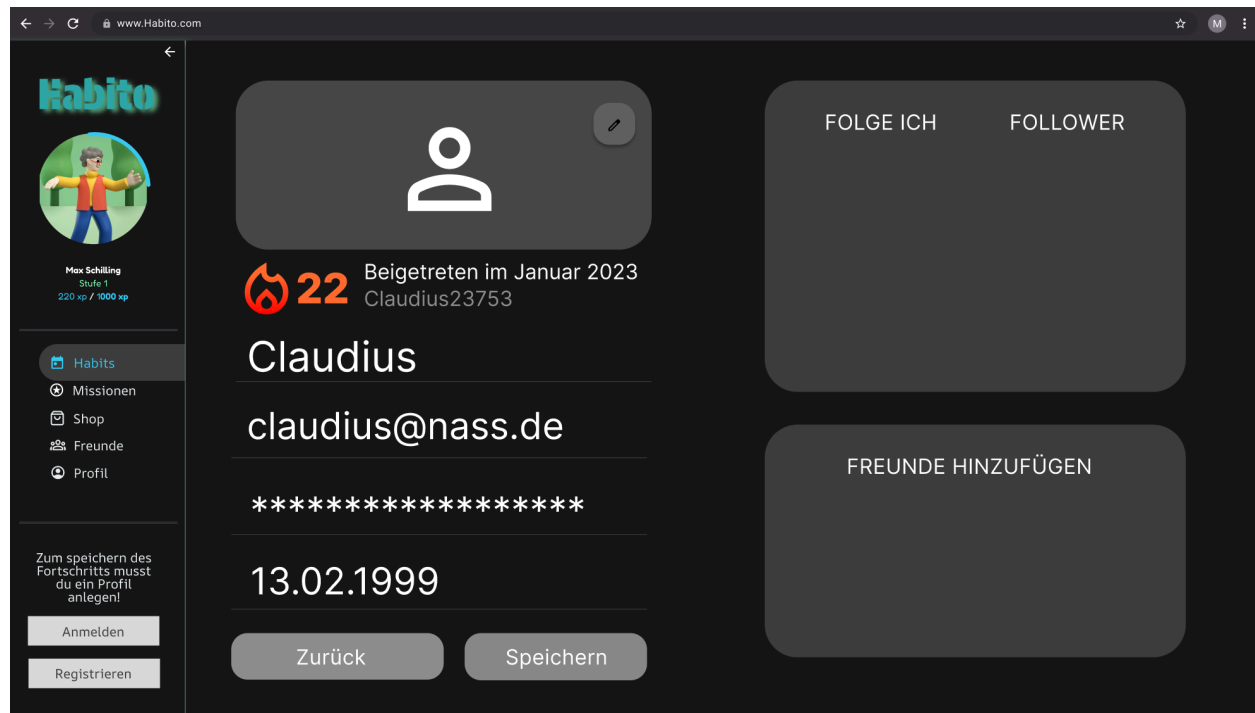 www.Habito.com
M
Habito
Max Schilling
Stufe 1
220 xp / 1000 xp
Habits
Missionen
Shop
Freunde
Profil
Zum speichern des
Fortschritts musst
du ein Profil
anlegen!
Anmelden
Registrieren
22
Beigetreten im Januar 2023
Claudius23753
Claudius
claudius@nass.de
******************
13.02.1999
Zurück
Speichern
FOLGE ICH FOLLOWER
FREUNDE HINZUFÜGEN